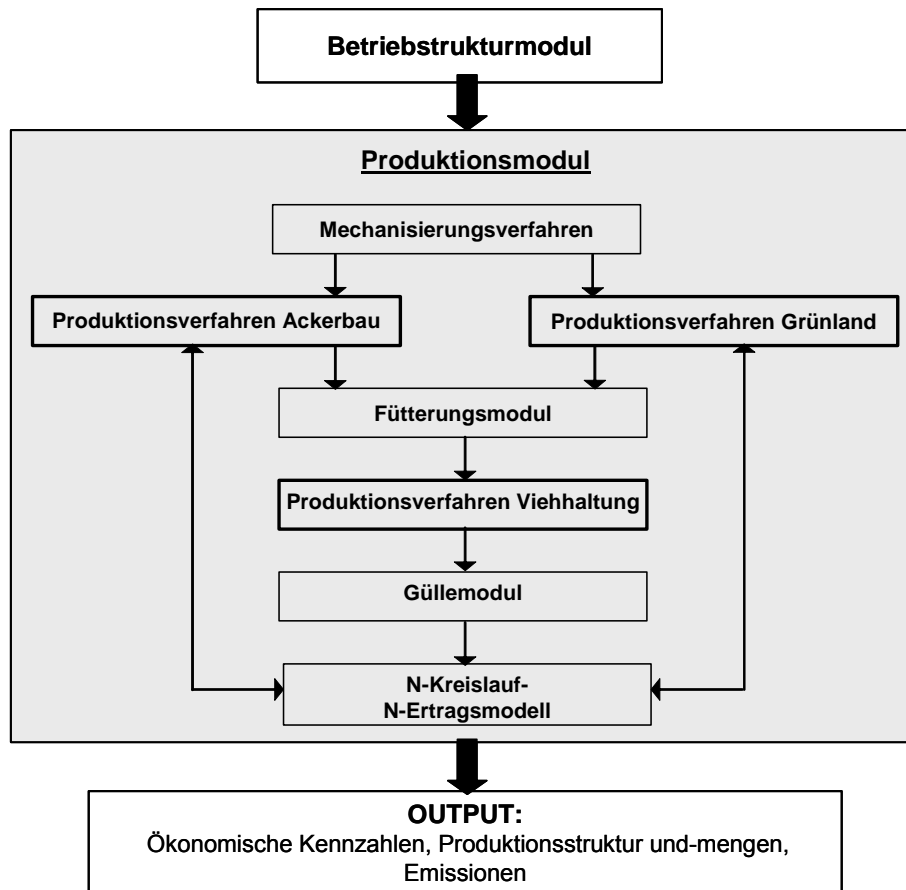 Betriebstrukturmodul
Produktionsmodul
Mechanisierungsverfahren
Produktionsverfahren Ackerbau
Produktionsverfahren Grünland
Fütterungsmodul
Produktionsverfahren Viehhaltung
Güllemodul
N-Kreislauf-
N-Ertragsmodell
OUTPUT:
Ökonomische Kennzahlen, Produktionsstruktur und-mengen,
Emissionen